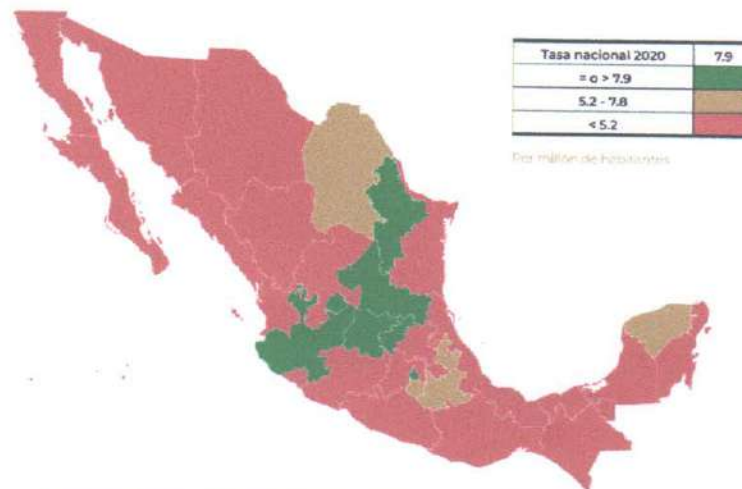 Tasa nacional 2020 7.9
= o > 7.9
5.2 - 7.8
< 5.2
Por millón de habitantes